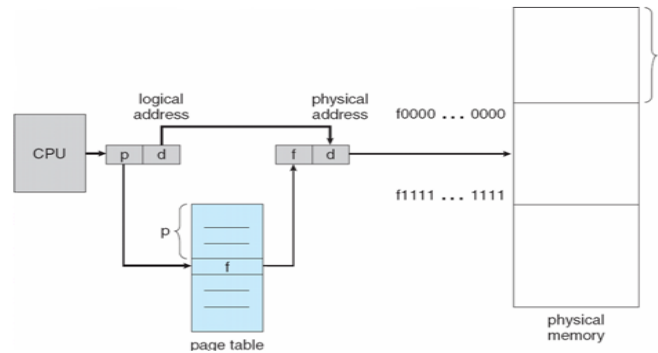 logical
address
physical
address
f0000 ... 0000
CPU
p d
f d
f1111 ... 1111
p
f
page table
physical
memory